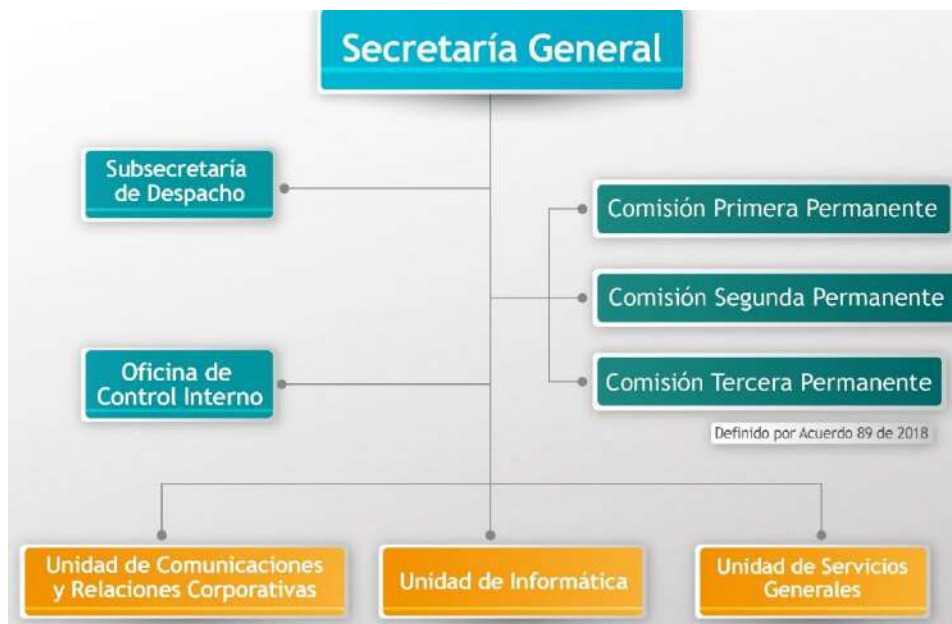 Secretaría General
Subsecretaría
de Despacho
Comisión Primera Permanente
Comisión Segunda Permanente
Oficina de
Control Interno
Comisión Tercera Permanente
Definido por Acuerdo 89 de 2018
Unidad de Comunicaciones
y Relaciones Corporativas
Unidad de Informática
Unidad de Servicios
Generales